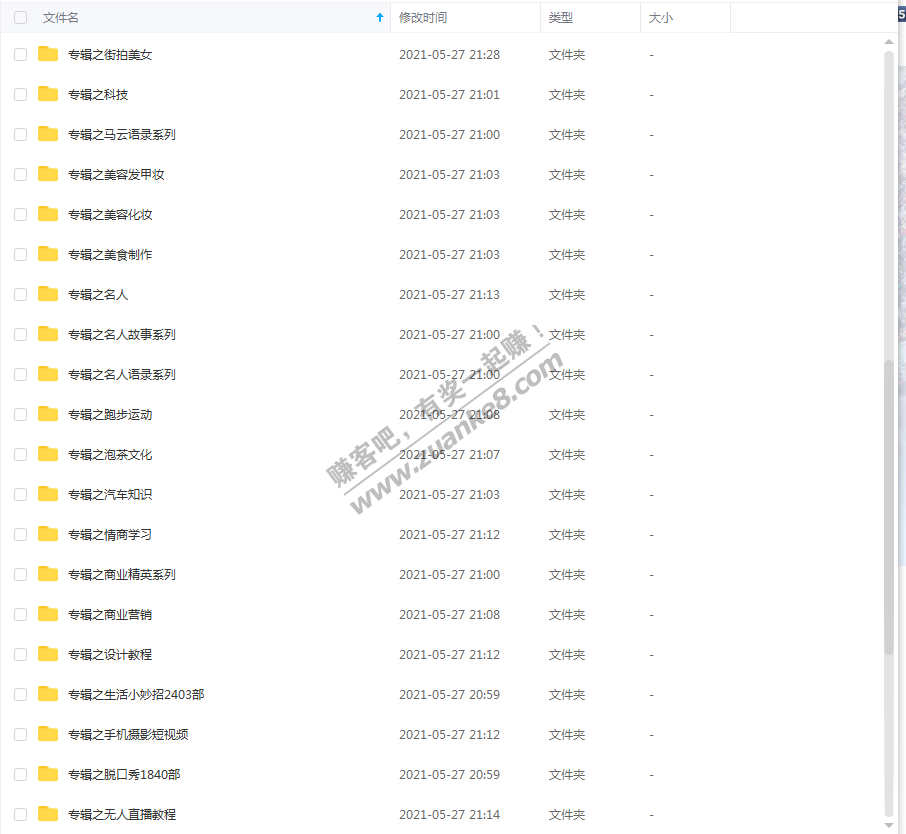 文件名 修改时间 类型 大小
专辑之街拍美女 2021-05-27 21:28 文件夹 -
专辑之科技 2021-05-27 21:01 文件夹 -
专辑之马云语录系列 2021-05-27 21:00 文件夹 -
专辑之美容发甲妆 2021-05-27 21:03 文件夹 -
专辑之美容化妆 2021-05-27 21:03 文件夹 -
专辑之美食制作 2021-05-27 21:03 文件夹 -
专辑之名人 2021-05-27 21:13 文件夹 -
专辑之名人故事系列 2021-05-27 21:00 文件夹 -
专辑之名人语录系列 2021-05-27 21:00 文件夹 -
专辑之跑步运动 2021-05-27 21:08 文件夹 -
专辑之泡茶文化 2021-05-27 21:07 文件夹 -
专辑之汽车知识 2021-05-27 21:03 文件夹 -
专辑之情商学习 2021-05-27 21:12 文件夹 -
专辑之商业精英系列 2021-05-27 21:00 文件夹 -
专辑之商业营销 2021-05-27 21:08 文件夹 -
专辑之设计教程 2021-05-27 21:12 文件夹 -
专辑之生活小妙招2403部 2021-05-27 20:59 文件夹 -
专辑之手机摄影短视频 2021-05-27 21:12 文件夹 -
专辑之脱口秀1840部 2021-05-27 20:59 文件夹 -
专辑之无人直播教程 2021-05-27 21:14 文件夹 -
赚客吧，有奖一起赚！
www.zuanke8.com
5